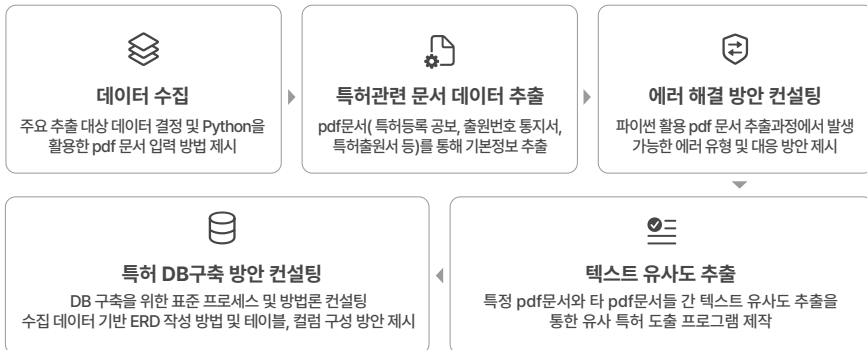 데이터 수집
주요 추출 대상 데이터 결정 및 Python을
활용한 pdf 문서 입력 방법 제시
특허관련 문서 데이터 추출
pdf문서( 특허등록 공보, 출원번호 통지서,
특허출원서 등)를 통해 기본정보 추출
에러 해결 방안 컨설팅
파이썬 활용 pdf 문서 추출과정에서 발생
가능한 에러 유형 및 대응 방안 제시
특허 DB구축 방안 컨설팅
DB 구축을 위한 표준 프로세스 및 방법론 컨설팅
수집 데이터 기반 ERD 작성 방법 및 테이블, 컬럼 구성 방안 제시
텍스트 유사도 추출
특정 pdf문서와 타 pdf문서들 간 텍스트 유사도 추출을
통한 유사 특허 도출 프로그램 제작